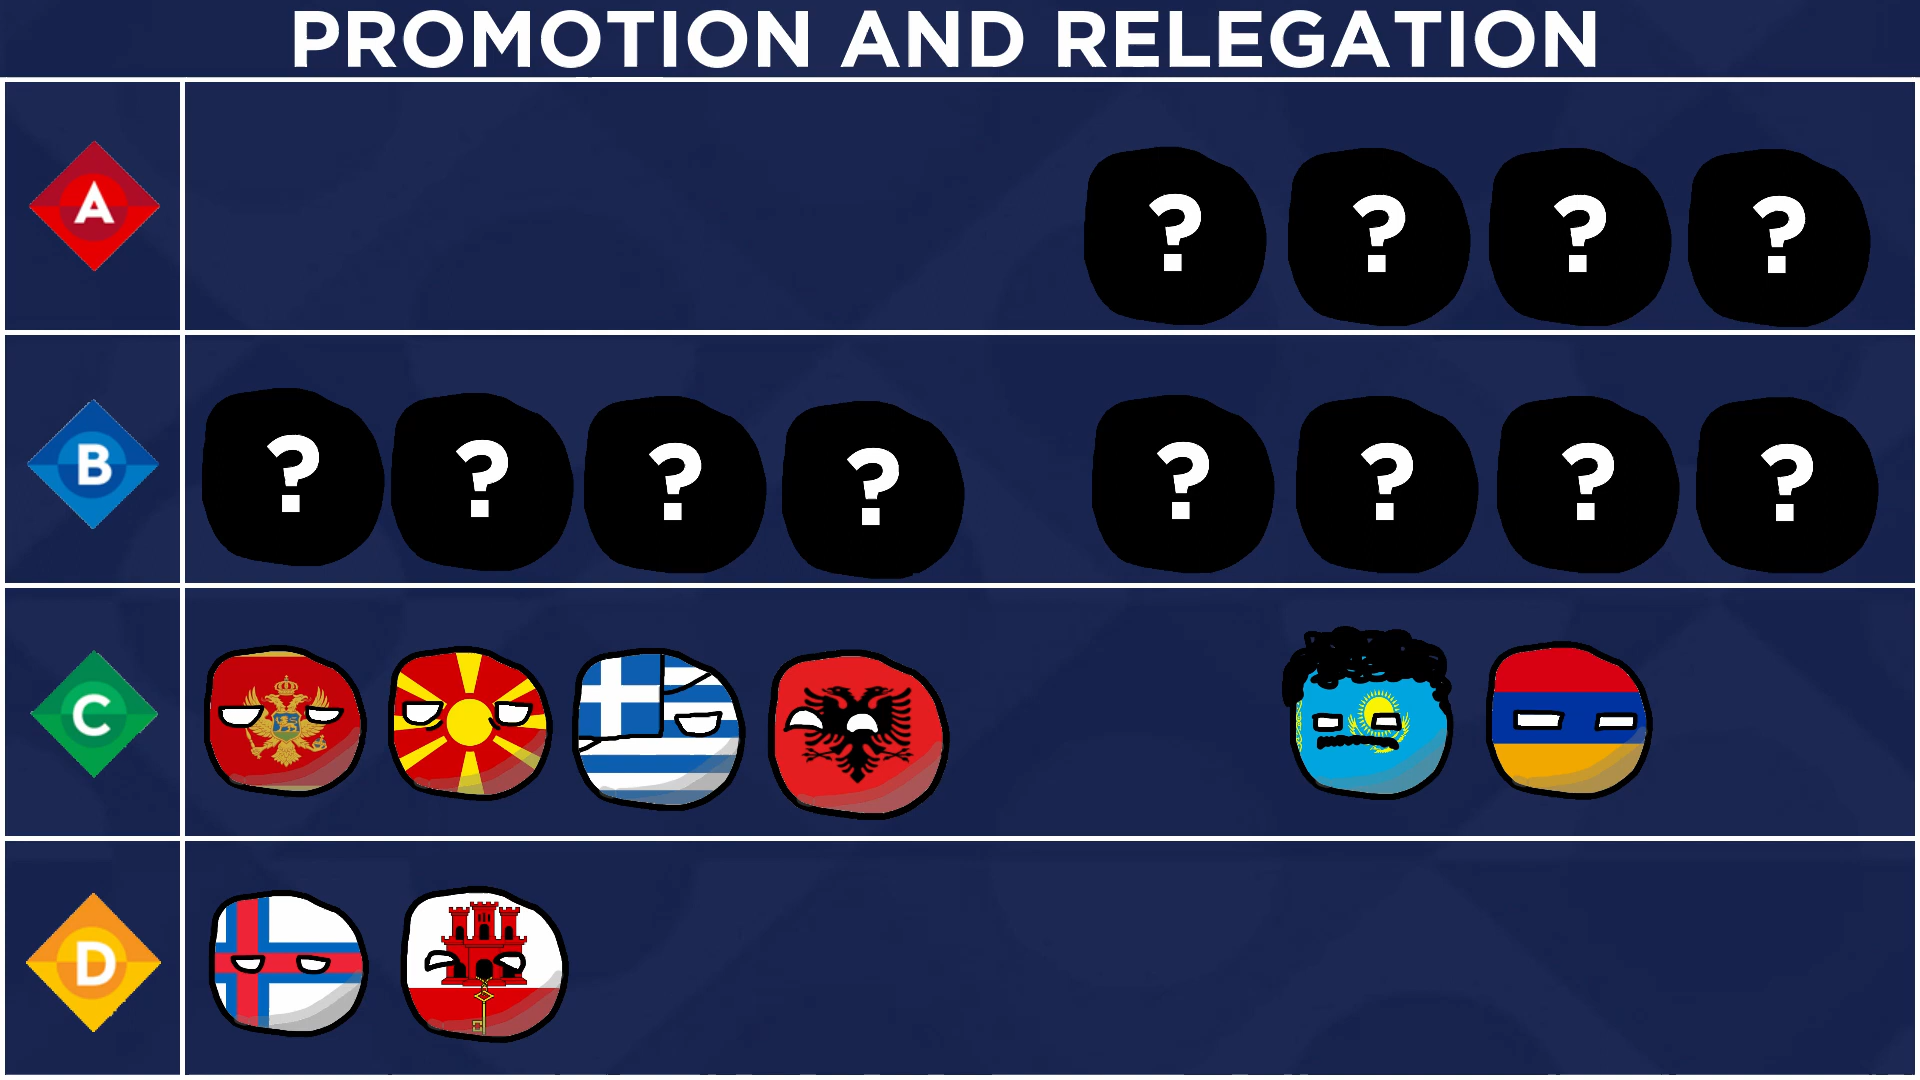 PROMOTION AND RELEGATION
A
? ? ? ?
B
? ? ? ? ? ? ? ?
C
D